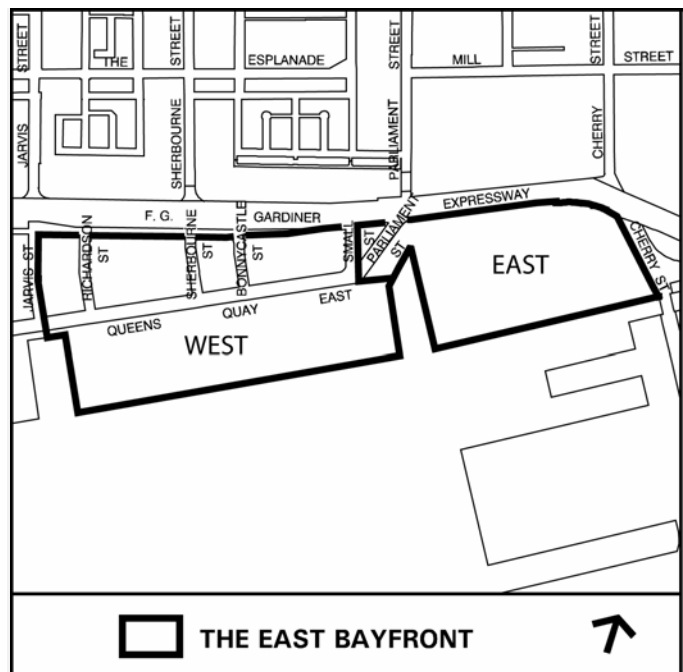 STREET
STREET
STREET
STREET
THE
ESPLANADE
MILL
STREET
JARVIS
SHERBOURNE
PARLIAMENT
CHERRY
F. G.
GARDINER
EXPRESSWAY
JARVIS ST
RICHARDSON
ST
SHERBOURNE
ST
BONNYCASTLE
ST
SMALL
ST
PARLIAMENT
ST
CHERRY ST
EAST
QUEENS
QUAY
EAST
WEST
THE EAST BAYFRONT